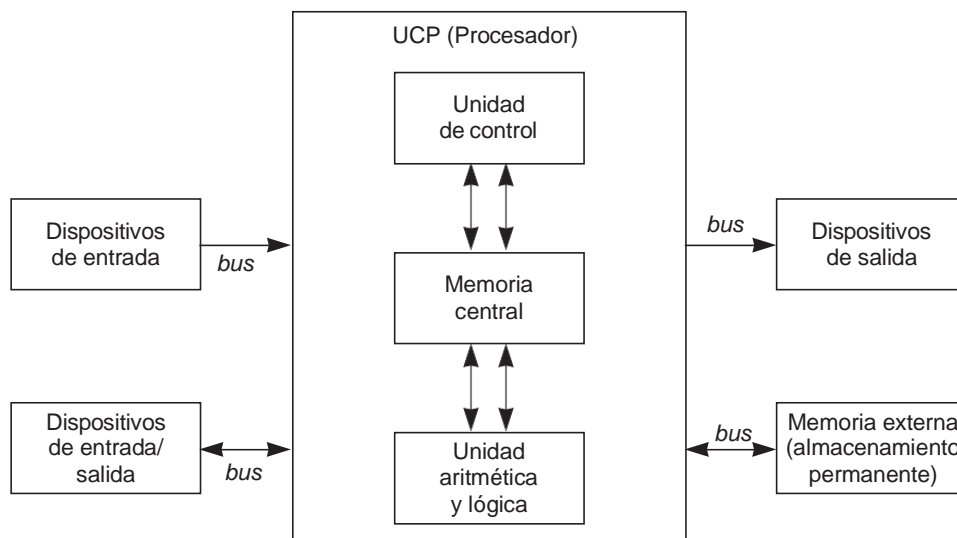 UCP (Procesador)
Unidad
de control
Dispositivos
de entrada
bus
Memoria
central
bus
Dispositivos
de salida
Dispositivos
de entrada/
salida
bus
Unidad
aritmética
y lógica
bus
Memoria externa
(almacenamiento
permanente)